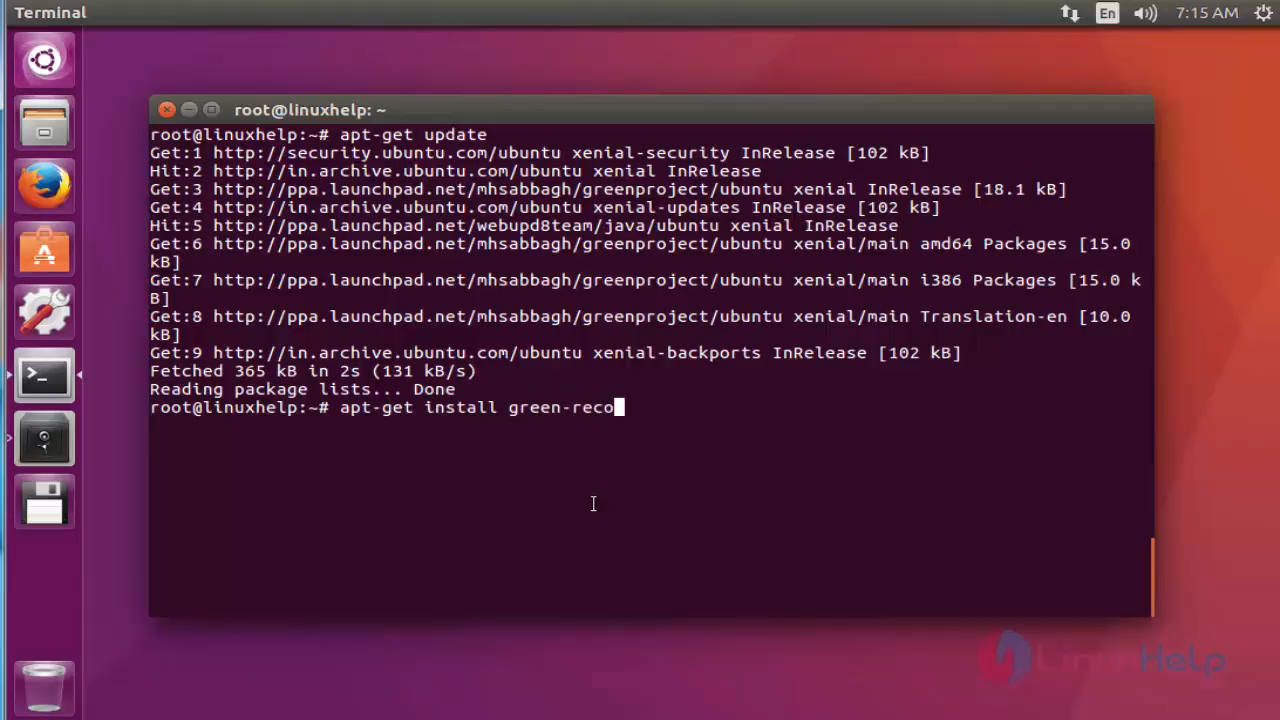 Terminal
En
7:15 AM
root@linuxhelp: ~
root@linuxhelp:~# apt-get update
Get:1 http://security.ubuntu.com/ubuntu xenial-security InRelease [102 kB]
Hit:2 http://in.archive.ubuntu.com/ubuntu xenial InRelease
Get:3 http://ppa.launchpad.net/mhsabbagh/greenproject/ubuntu xenial InRelease [18.1 kB]
Get:4 http://in.archive.ubuntu.com/ubuntu xenial-updates InRelease [102 kB]
Hit:5 http://ppa.launchpad.net/webupd8team/java/ubuntu xenial InRelease
Get:6 http://ppa.launchpad.net/mhsabbagh/greenproject/ubuntu xenial/main amd64 Packages [15.0
kB]
Get:7 http://ppa.launchpad.net/mhsabbagh/greenproject/ubuntu xenial/main i386 Packages [15.0 k
B]
Get:8 http://ppa.launchpad.net/mhsabbagh/greenproject/ubuntu xenial/main Translation-en [10.0
kB]
Get:9 http://in.archive.ubuntu.com/ubuntu xenial-backports InRelease [102 kB]
Fetched 365 kB in 2s (131 kB/s)
Reading package lists... Done
root@linuxhelp:~# apt-get install green-reco
LinuxHelp